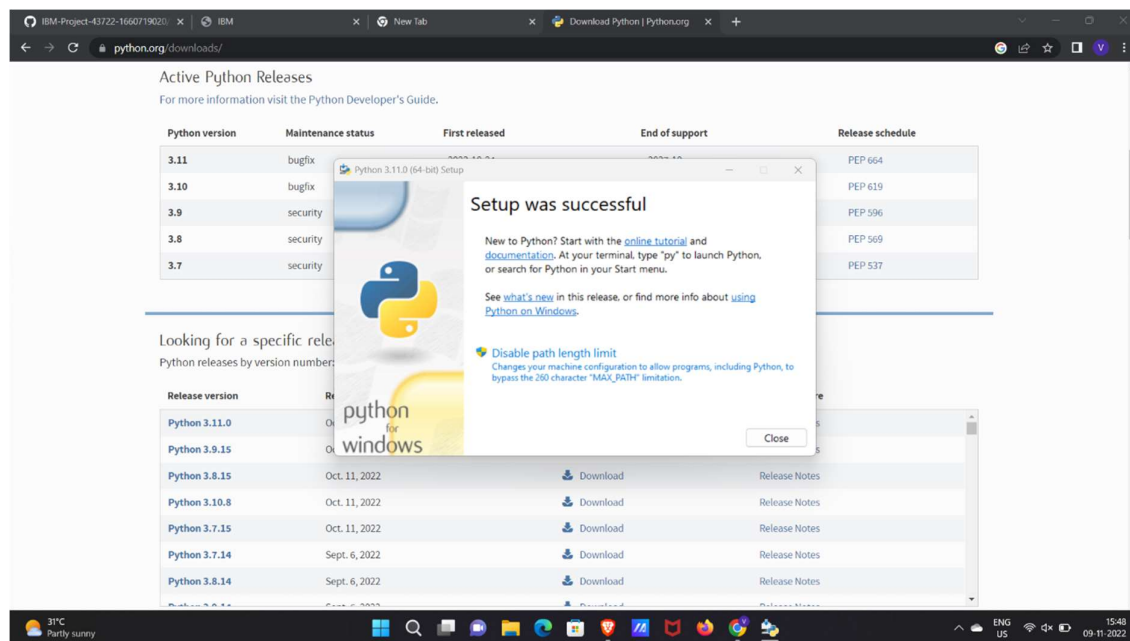 IBM-Project-43722-1660719020
IBM
New Tab
Download Python | Python.org
python.org/downloads/
V
Active Python Releases
For more information visit the Python Developer's Guide.
Python version Maintenance status First released End of support Release schedule
3.11 bugfix PEP 664
3.10 bugfix PEP 619
3.9 security PEP 596
3.8 security PEP 569
3.7 security PEP 537
Python 3.11.0 (64-bit) Setup
Setup was successful
New to Python? Start with the online tutorial and
documentation. At your terminal, type "py" to launch Python,
or search for Python in your Start menu.
See what's new in this release, or find more info about using
Python on Windows.
Disable path length limit
Changes your machine configuration to allow programs, including Python, to
bypass the 260 character "MAX_PATH" limitation.
python
for
windows
Close
Looking for a specific rele
Python releases by version number:
Release version Re re
Python 3.11.0 O s
Python 3.9.15 O s
Python 3.8.15 Oct. 11, 2022 Download Release Notes
Python 3.10.8 Oct. 11, 2022 Download Release Notes
Python 3.7.15 Oct. 11, 2022 Download Release Notes
Python 3.7.14 Sept. 6, 2022 Download Release Notes
Python 3.8.14 Sept. 6, 2022 Download Release Notes
31°C
Partly sunny
ENG
US
15:48
09-11-2022